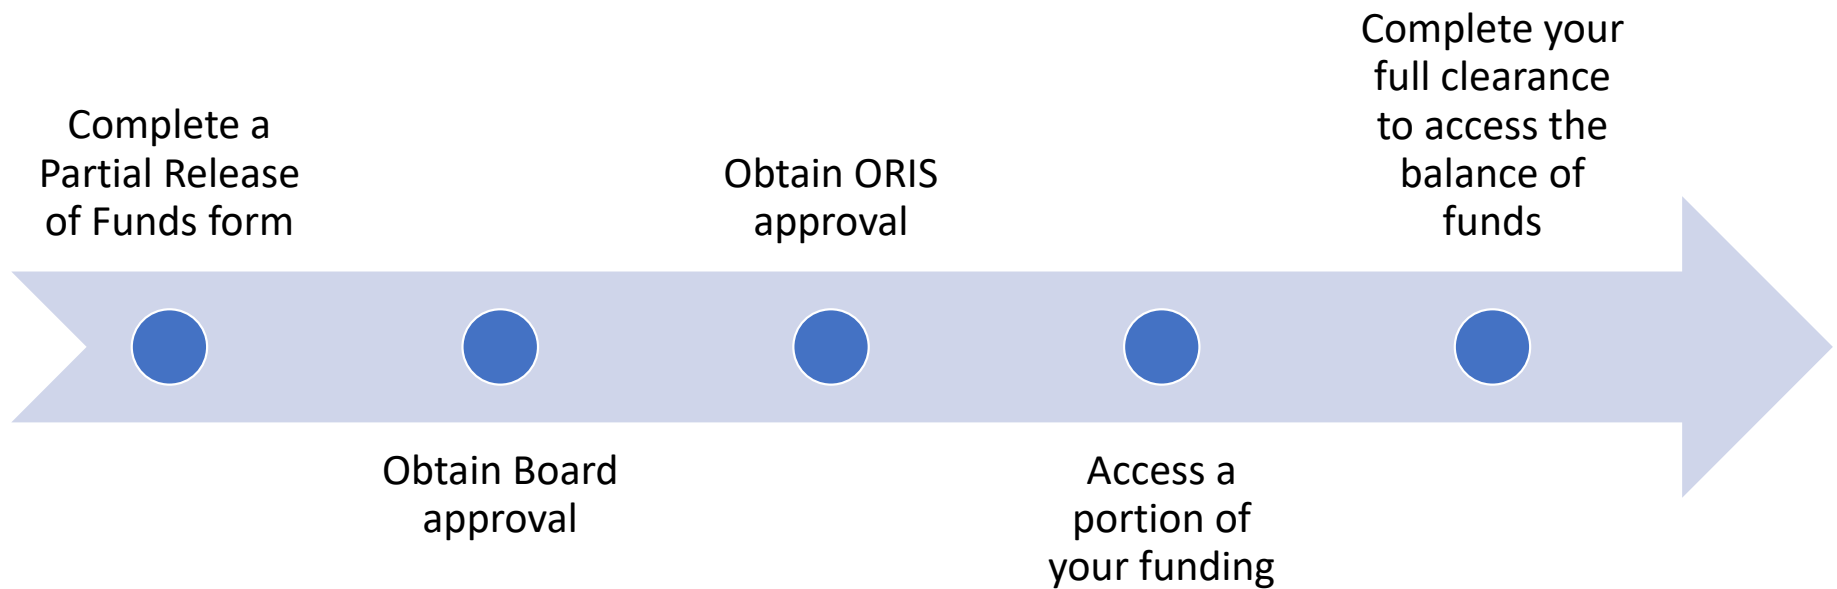 Complete a
Partial Release
of Funds form
Obtain Board
approval
Obtain ORIS
approval
Access a
portion of
your funding
Complete your
full clearance
to access the
balance of
funds